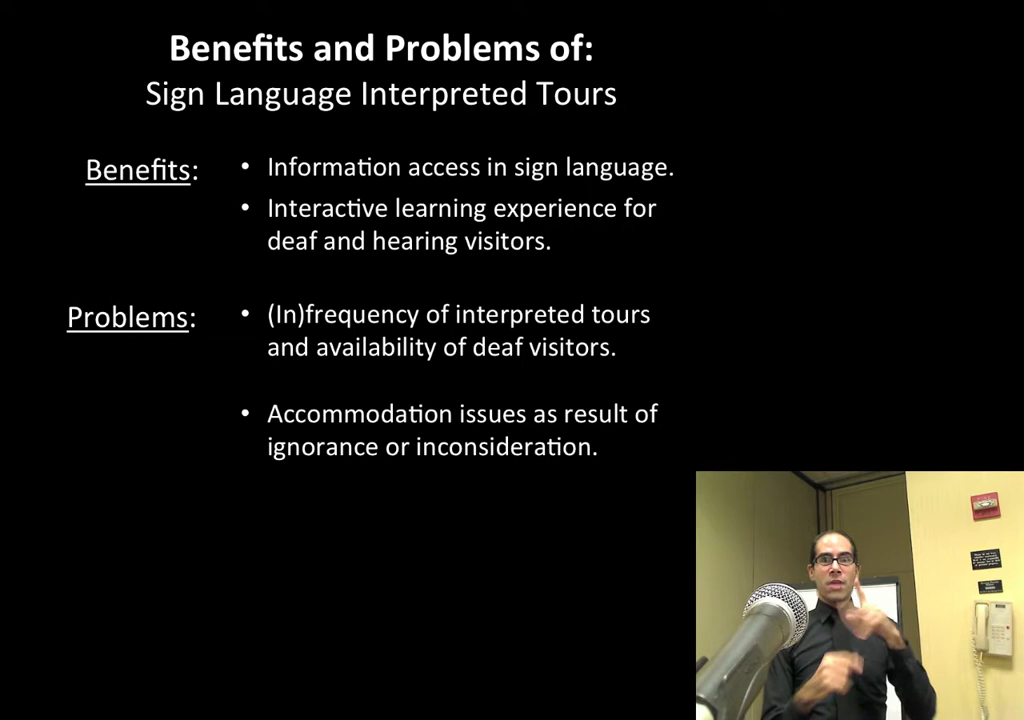 Benefits and Problems of:
Sign Language Interpreted Tours
Benefits:
• Information access in sign language.
• Interactive learning experience for
deaf and hearing visitors.
Problems:
• (In)frequency of interpreted tours
and availability of deaf visitors.
• Accommodation issues as result of
ignorance or inconsideration.